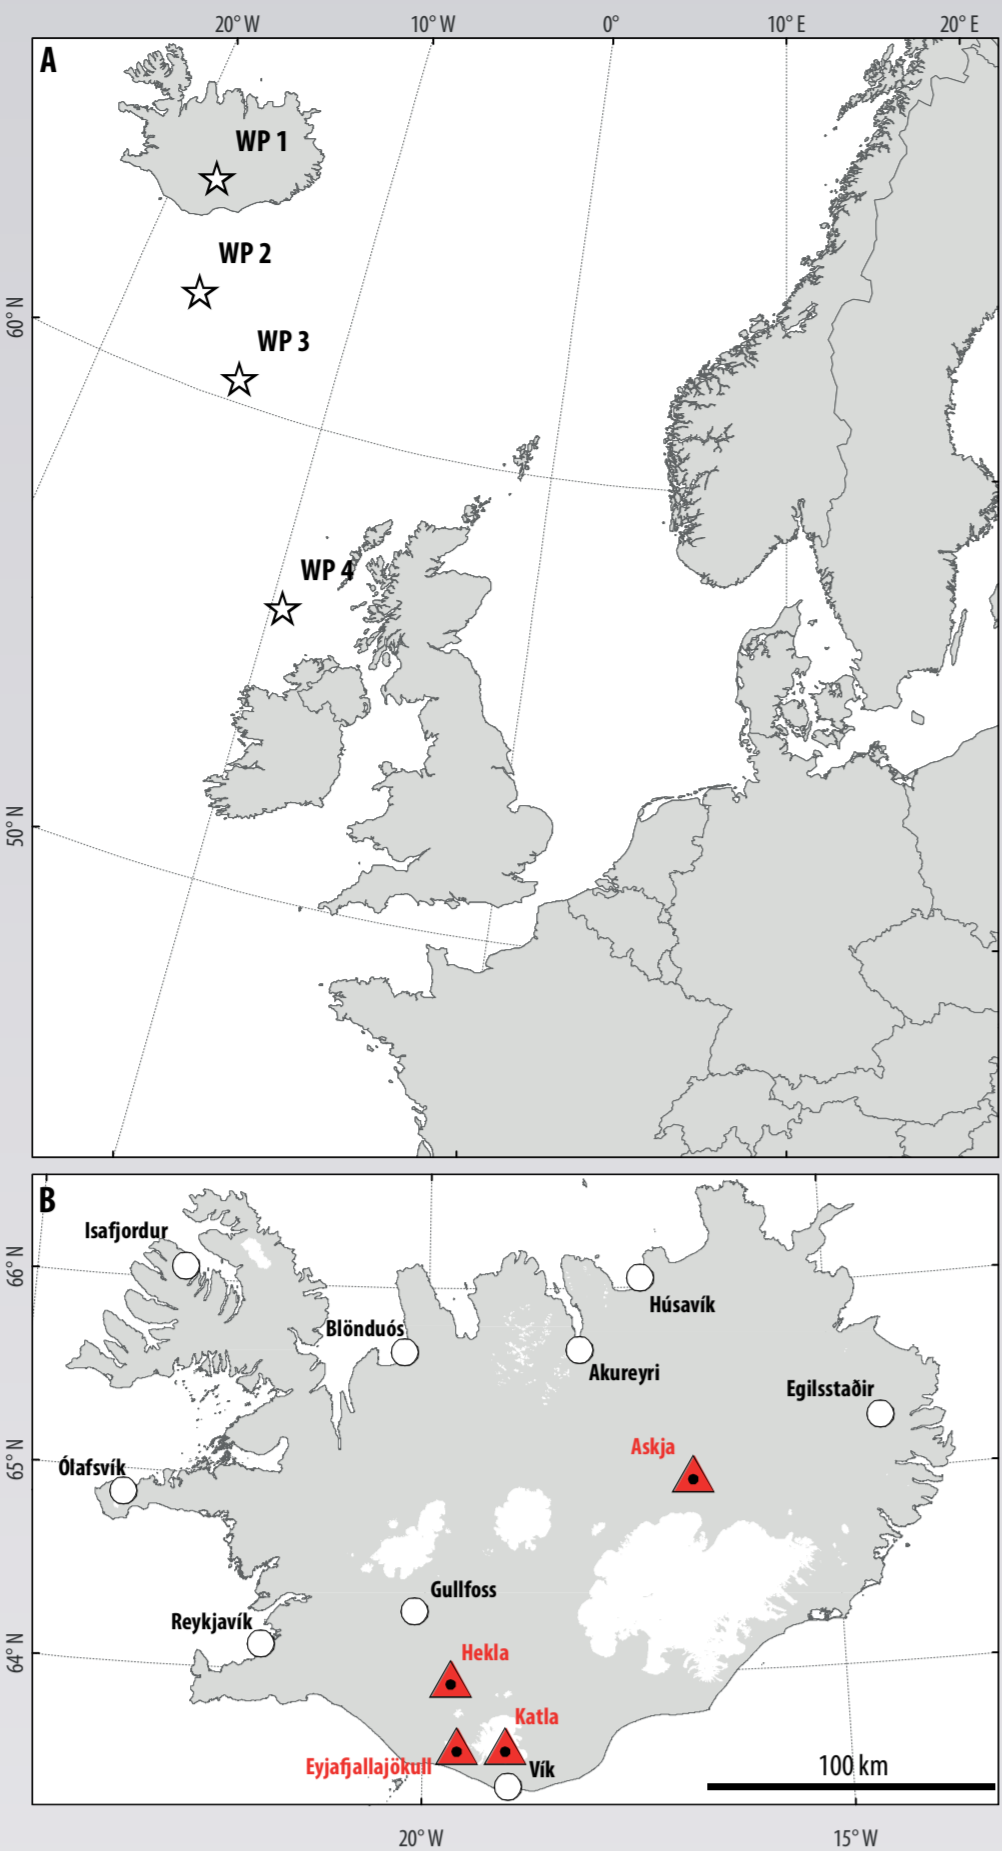 20° W 10° W 0° 10° E 20° E
A
WP 1
WP 2
60° N
WP 3
WP 4
50° N
B
Isafjordur
66° N
Húsavík
Blönduós
Akureyri
Egilsstaðir
Askja
65° N
Ólafsvík
Gullfoss
Reykjavík
64° N
Hekla
Katla
Eyjafjallajökull
Vík
100 km
20° W 15° W